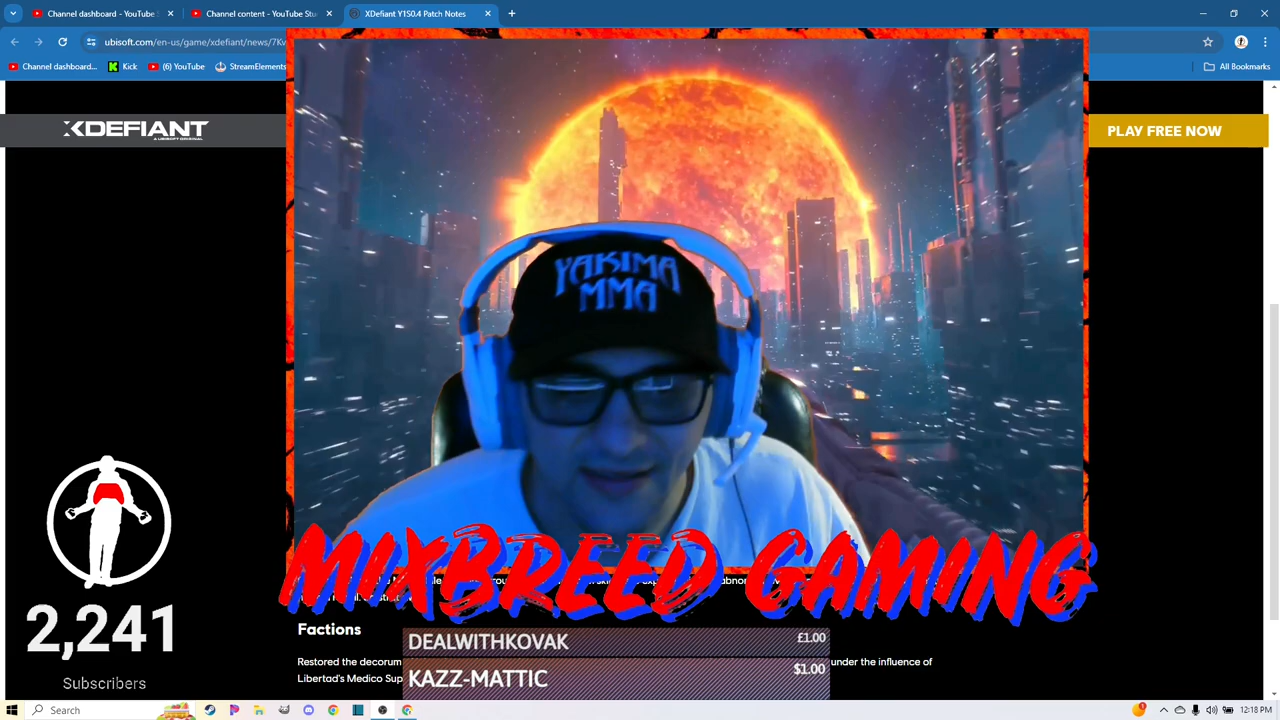 Channel dashboard - YouTube S
Channel content - YouTube Stu
XDefiant Y1S0.4 Patch Notes
ubisoft.com/en-us/game/xdefiant/news/7Kv
Channel dashboard...
Kick
(6) YouTube
StreamElements
All Bookmarks
XDEFIANT
A UBISOFT ORIGINAL
PLAY FREE NOW
YAKIMA
MMA
MIXBREED GAMING
2,241
Subscribers
Factions
DEALWITHKOVAK £1.00
Restored the decorum
under the influence of
KAZZ-MATTIC $1.00
Libertad's Medico Sup
Search
12:18 PM